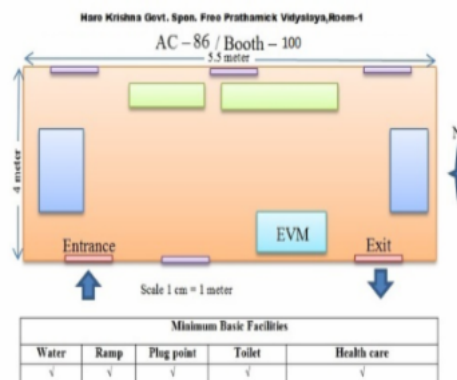 Hare Krishna Govt. Spon. Free Prathamick Vidyalaya,Room-1
AC – 86 / Booth – 100
5.5 meter
4 meter
N
EVM
Entrance
Exit
Scale 1 cm = 1 meter
Minimum Basic Facilities
Water Ramp Plug point Toilet Health care
√ √ √ √ √